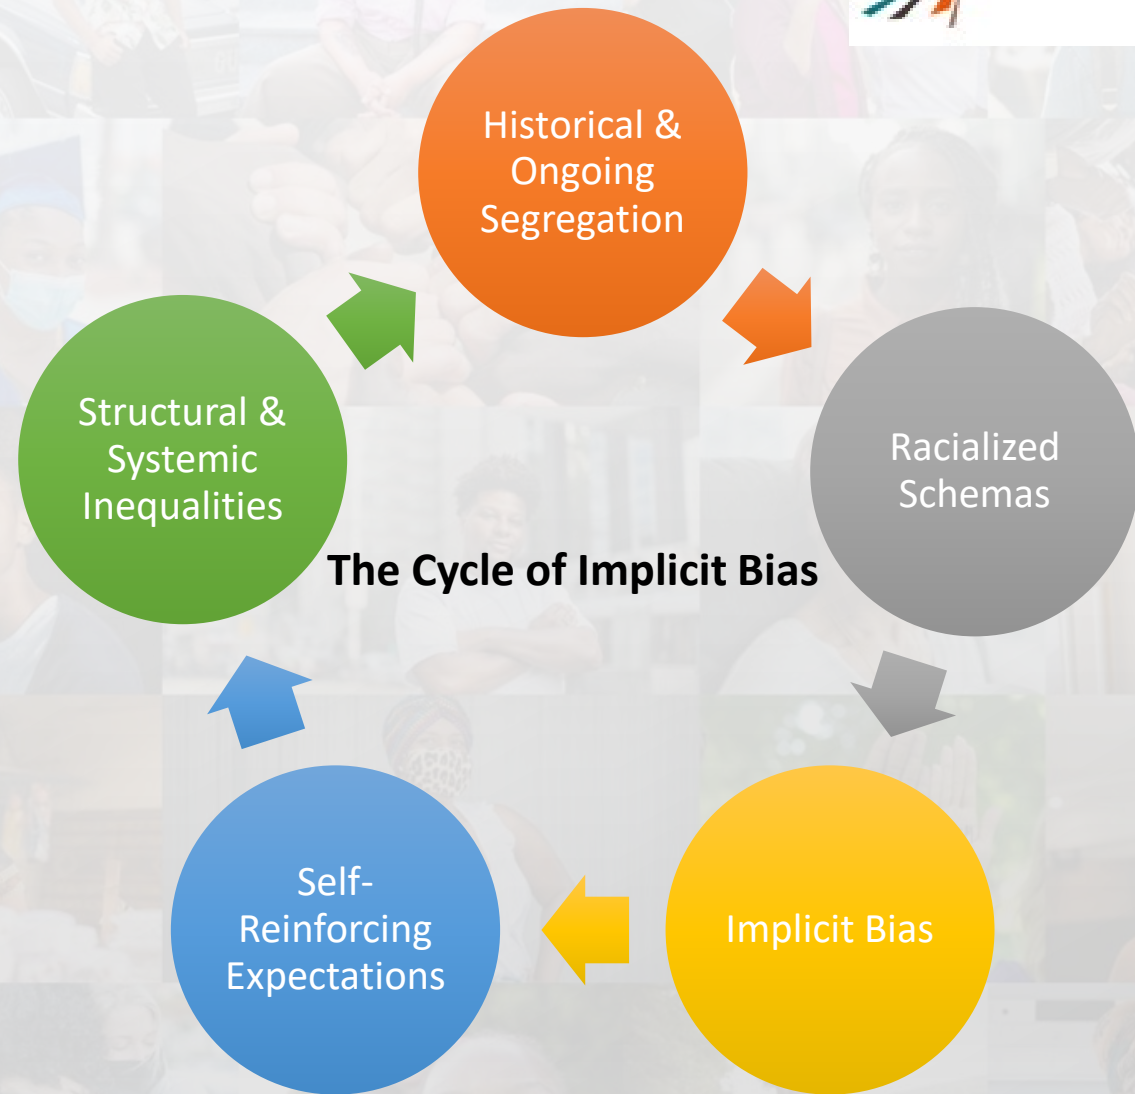 Historical &
Ongoing
Segregation
Racialized
Schemas
Implicit Bias
Self-
Reinforcing
Expectations
Structural &
Systemic
Inequalities
The Cycle of Implicit Bias